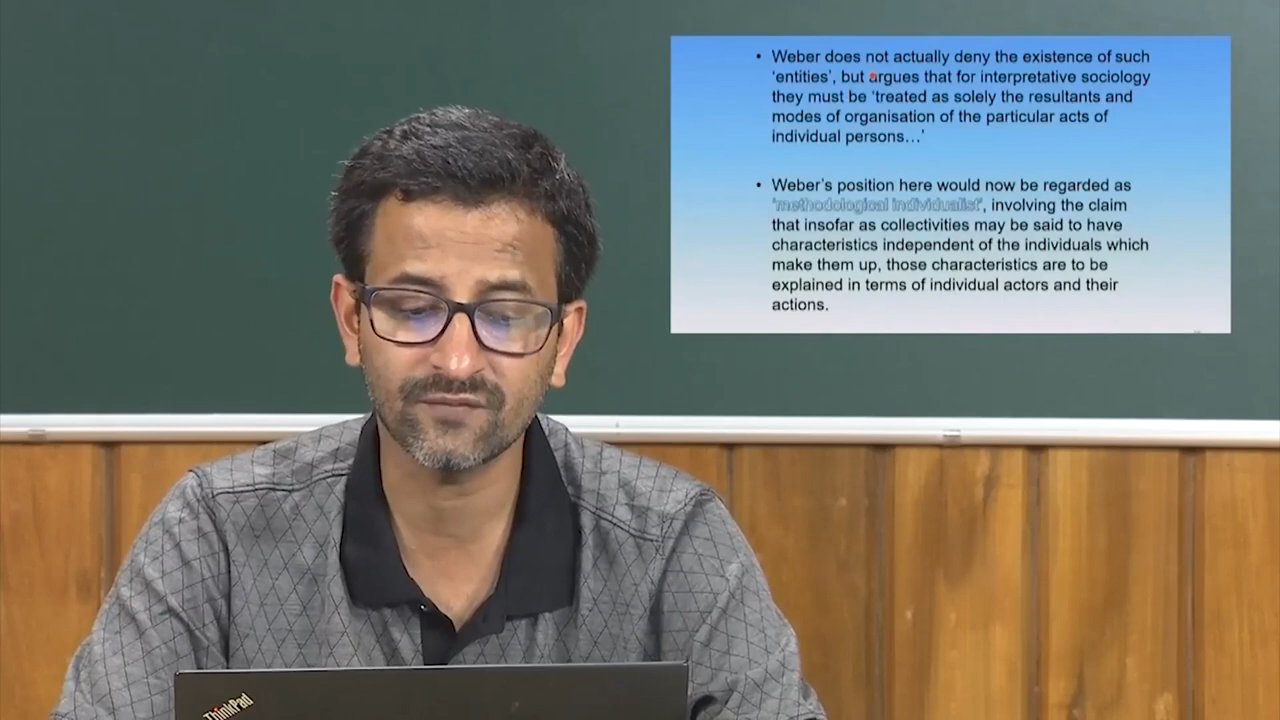 • Weber does not actually deny the existence of such
‘entities’, but argues that for interpretative sociology
they must be ‘treated as solely the resultants and
modes of organisation of the particular acts of
individual persons…’
• Weber’s position here would now be regarded as
‘methodological individualist’, involving the claim
that insofar as collectivities may be said to have
characteristics independent of the individuals which
make them up, those characteristics are to be
explained in terms of individual actors and their
actions.
ThinkPad